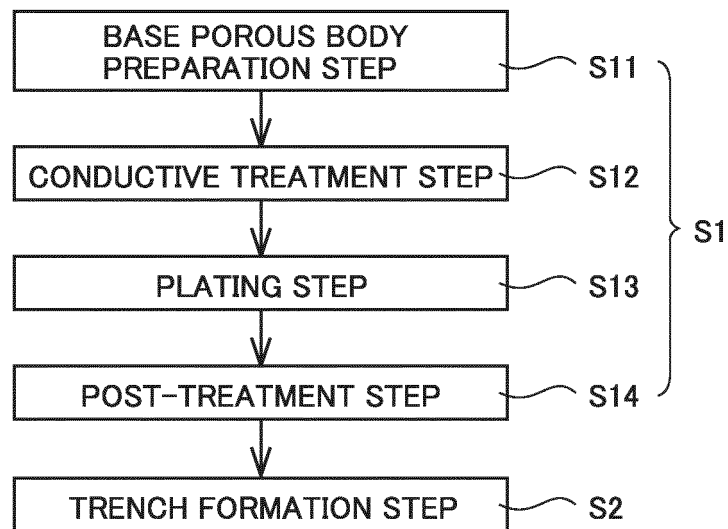 BASE POROUS BODY
PREPARATION STEP
S11
CONDUCTIVE TREATMENT STEP
S12
S1
PLATING STEP
S13
POST-TREATMENT STEP
S14
TRENCH FORMATION STEP
S2